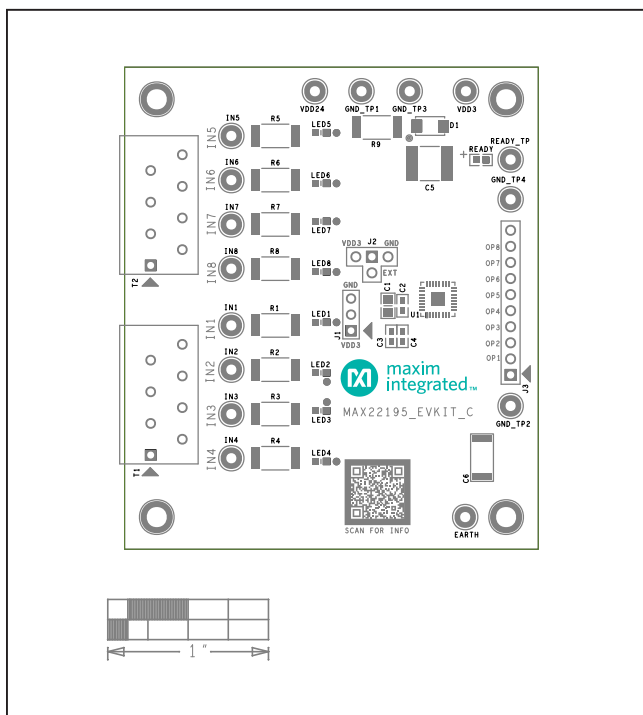 VDD24
GND_TP1
GND_TP3
VDD3
IN5
R5
LED5
IN5
R9
D1
READY
READY_TP
+
C5
GND_TP4
IN6
R6
LED6
IN6
IN7
R7
LED7
IN7
IN8
R8
LED8
IN8
T2
VDD3
J2
GND
EXT
GND
C1
C2
U1
J1
VDD3
C3
C4
OP8
OP7
OP6
OP5
OP4
OP3
OP2
OP1
J3
GND_TP2
IN1
R1
LED1
IN1
IN2
R2
LED2
IN2
IN3
R3
LED3
IN3
IN4
R4
LED4
IN4
T1
maxim
integrated™
MAX22195_EVKIT_C
C6
EARTH
SCAN FOR INFO
1 "